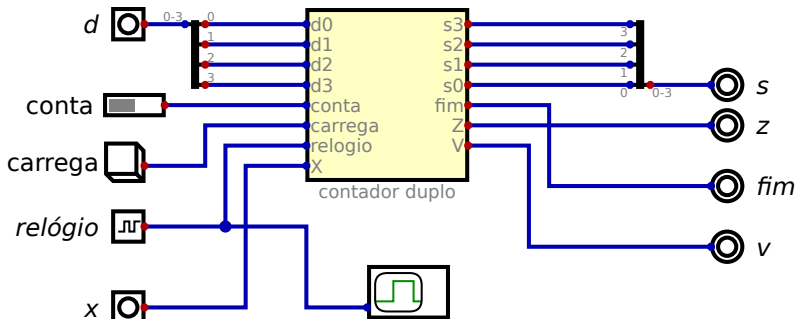 d
0-3
0
1
2
3
d0
d1
d2
d3
conta
carrega
relogio
X
s3
s2
s1
s0
fim
Z
V
contador duplo
3
2
1
0
0-3
conta
carrega
relógio
x
s
z
fim
v